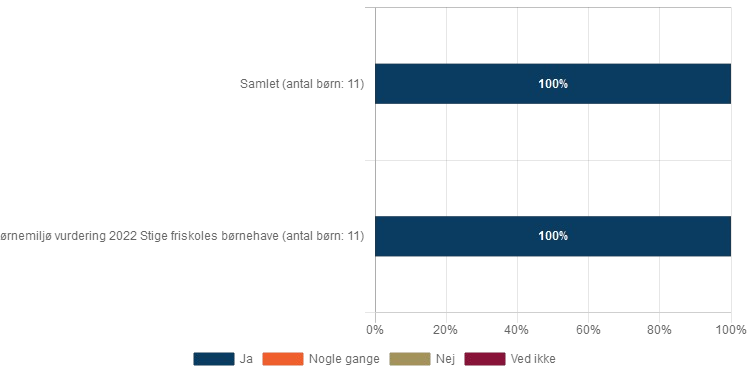 Samlet (antal børn: 11)
100%
ørnemiljø vurdering 2022 Stige friskoles børnehave (antal børn: 11)
100%
0% 20% 40% 60% 80% 100%
Ja Nogle gange Nej Ved ikke